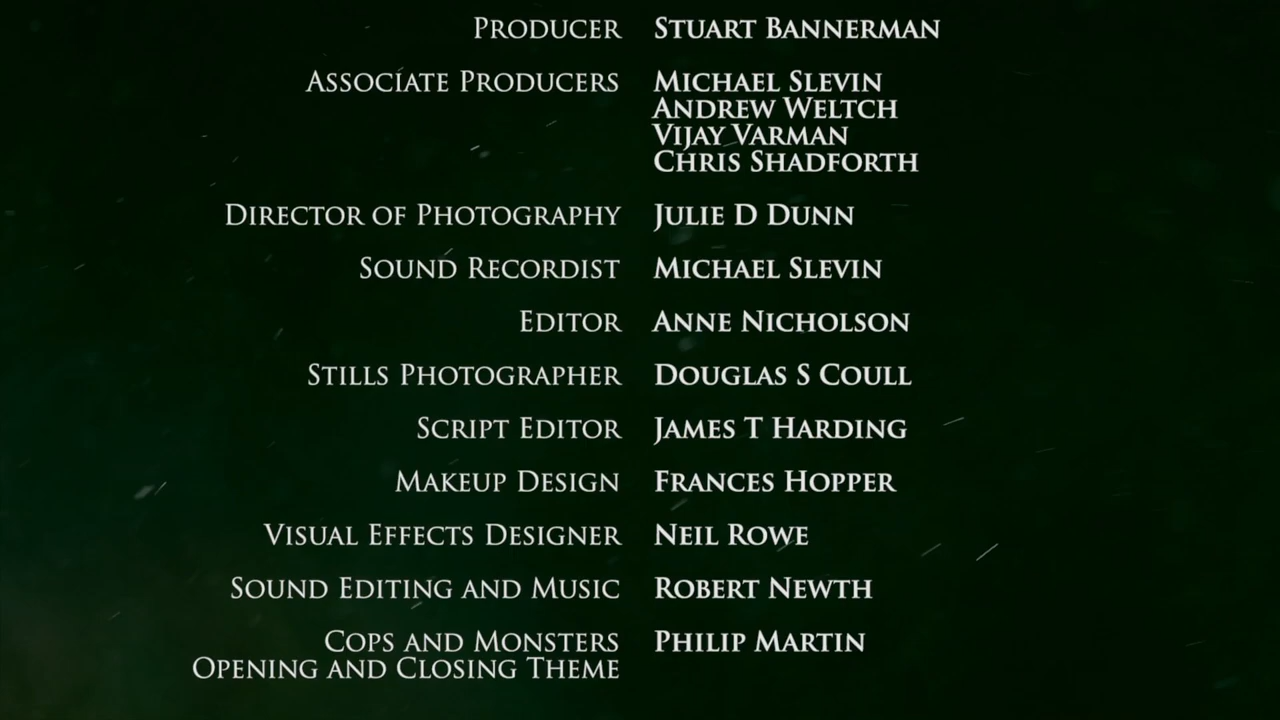 Producer STUART BANNERMAN
Associate Producers MICHAEL SLEVIN
ANDREW WELTCH
VIJAY VARMAN
CHRIS SHADFORTH
Director of Photography JULIE D DUNN
Sound Recordist MICHAEL SLEVIN
Editor ANNE NICHOLSON
Stills Photographer DOUGLAS S COULL
Script Editor JAMES T HARDING
Makeup Design FRANCES HOPPER
Visual Effects Designer NEIL ROWE
Sound Editing and Music ROBERT NEWTH
Cops and Monsters PHILIP MARTIN
Opening and Closing Theme